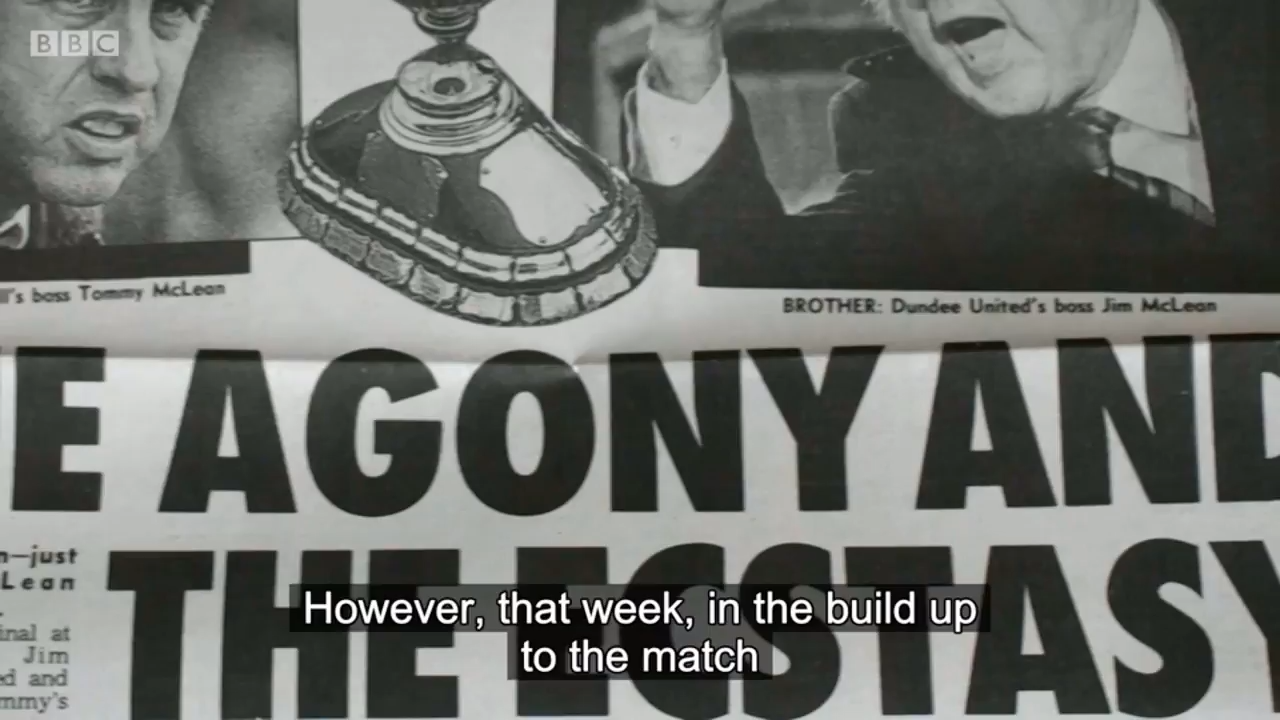 BBC
ll's boss Tommy McLean
BROTHER: Dundee United's boss Jim McLean
E AGONY AND
THE ECSTASY
n—just
Lean
inal at
Jim
ed and
mmy's
However, that week, in the build up
to the match